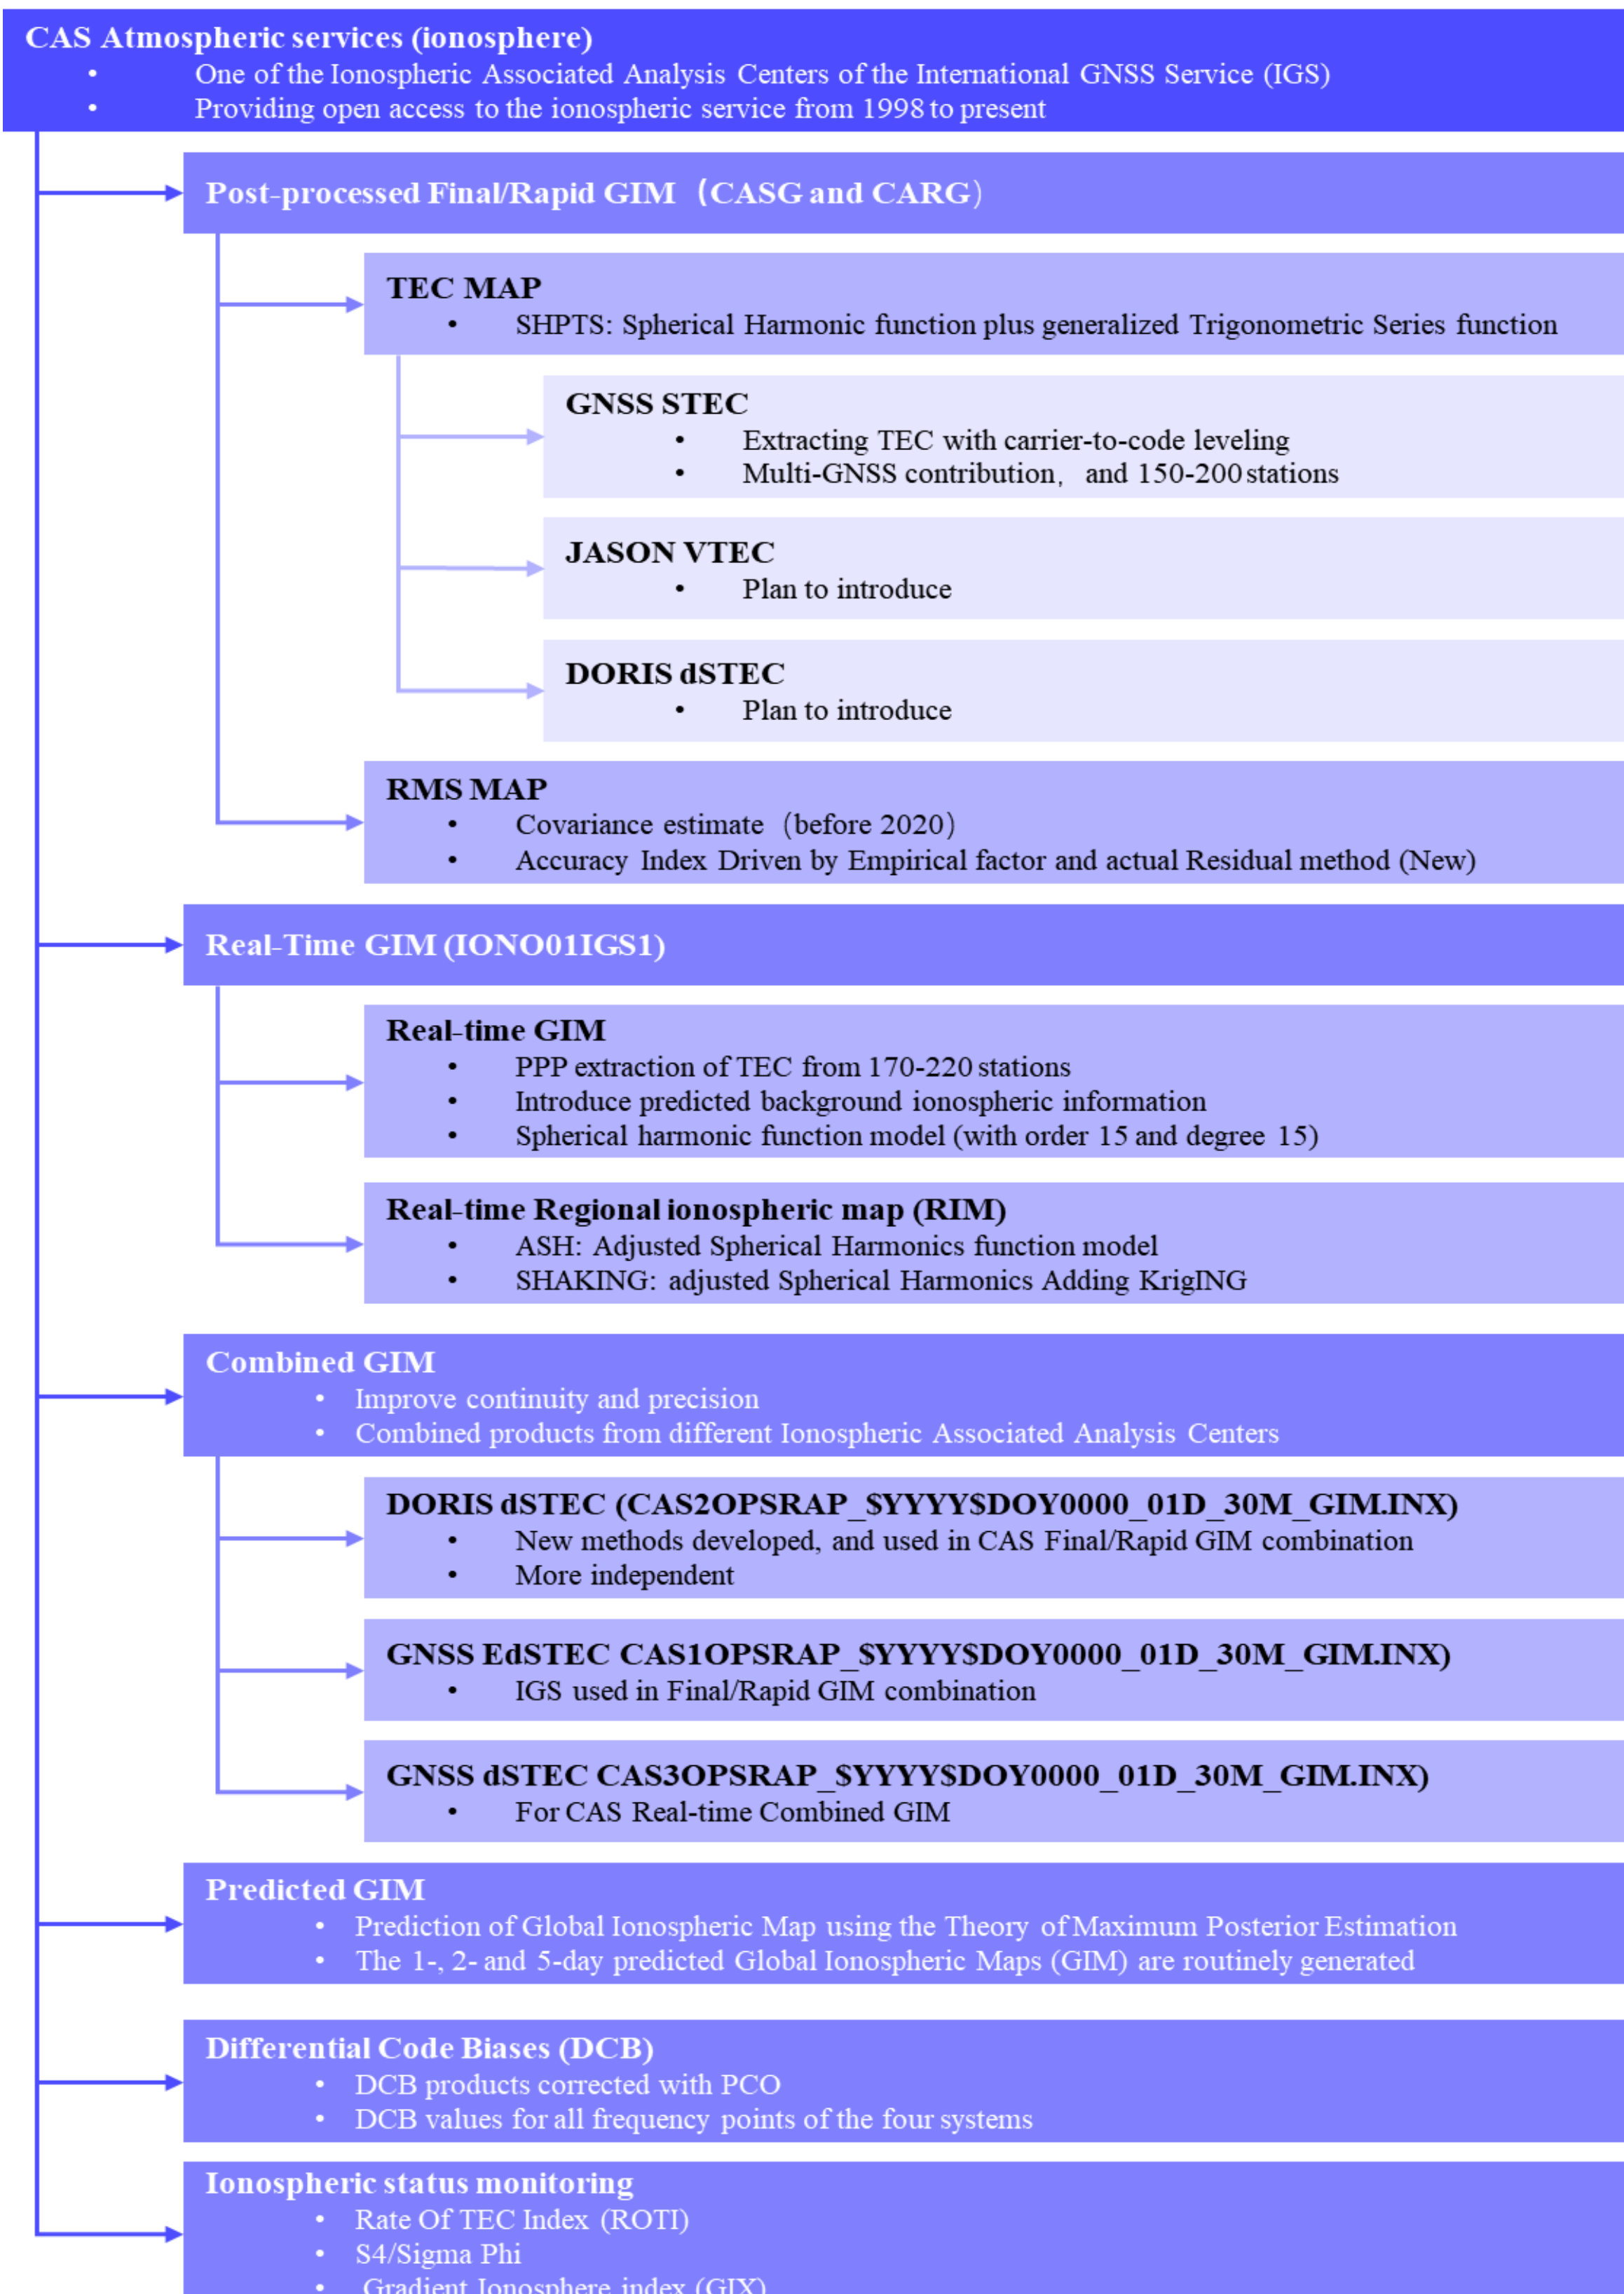 CAS Atmospheric services (ionosphere)
• One of the Ionospheric Associated Analysis Centers of the International GNSS Service (IGS)
• Providing open access to the ionospheric service from 1998 to present
Post-processed Final/Rapid GIM（CASG and CARG）
TEC MAP
• SHPTS: Spherical Harmonic function plus generalized Trigonometric Series function
GNSS STEC
• Extracting TEC with carrier-to-code leveling
• Multi-GNSS contribution， and 150-200 stations
JASON VTEC
• Plan to introduce
DORIS dSTEC
• Plan to introduce
RMS MAP
• Covariance estimate（before 2020）
• Accuracy Index Driven by Empirical factor and actual Residual method (New)
Real-Time GIM (IONO01IGS1)
Real-time GIM
• PPP extraction of TEC from 170-220 stations
• Introduce predicted background ionospheric information
• Spherical harmonic function model (with order 15 and degree 15)
Real-time Regional ionospheric map (RIM)
• ASH: Adjusted Spherical Harmonics function model
• SHAKING: adjusted Spherical Harmonics Adding KrigING
Combined GIM
• Improve continuity and precision
• Combined products from different Ionospheric Associated Analysis Centers
DORIS dSTEC (CAS2OPSRAP_$YYYY$DOY0000_01D_30M_GIM.INX)
• New methods developed, and used in CAS Final/Rapid GIM combination
• More independent
GNSS EdSTEC CAS1OPSRAP_$YYYY$DOY0000_01D_30M_GIM.INX)
• IGS used in Final/Rapid GIM combination
GNSS dSTEC CAS3OPSRAP_$YYYY$DOY0000_01D_30M_GIM.INX)
• For CAS Real-time Combined GIM
Predicted GIM
• Prediction of Global Ionospheric Map using the Theory of Maximum Posterior Estimation
• The 1-, 2- and 5-day predicted Global Ionospheric Maps (GIM) are routinely generated
Differential Code Biases (DCB)
• DCB products corrected with PCO
• DCB values for all frequency points of the four systems
Ionospheric status monitoring
• Rate Of TEC Index (ROTI)
• S4/Sigma Phi
• Gradient Ionosphere index (GIX)